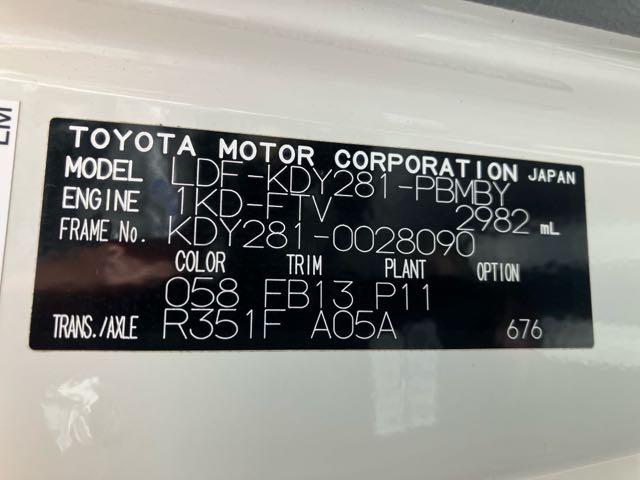 TOYOTA MOTOR CORPORATION JAPAN
MODEL LDF-KDY281-PBMBY
ENGINE 1KD-FTV 2982 mL
FRAME No. KDY281-0028090
COLOR TRIM PLANT OPTION
058 FB13 P11
TRANS./AXLE R351F A05A 676